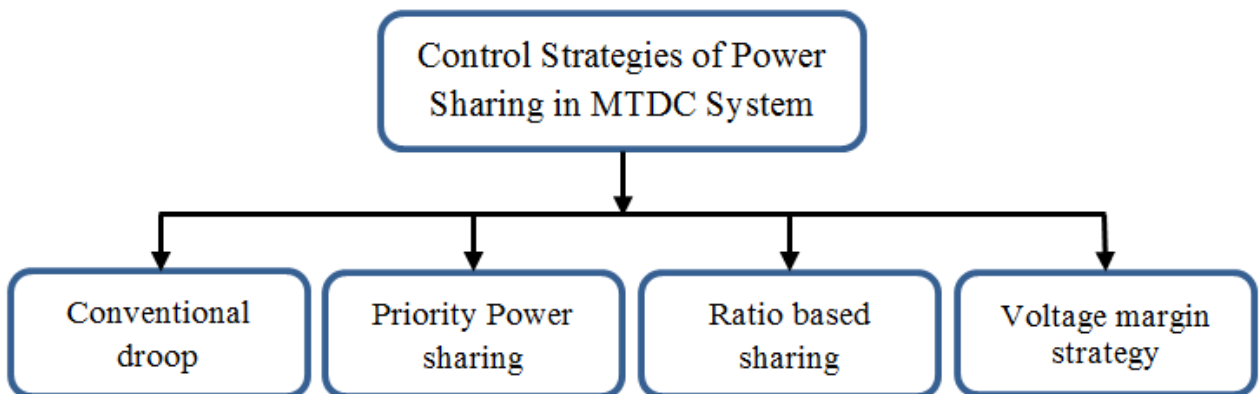 Control Strategies of Power
Sharing in MTDC System
Conventional
droop
Priority Power
sharing
Ratio based
sharing
Voltage margin
strategy